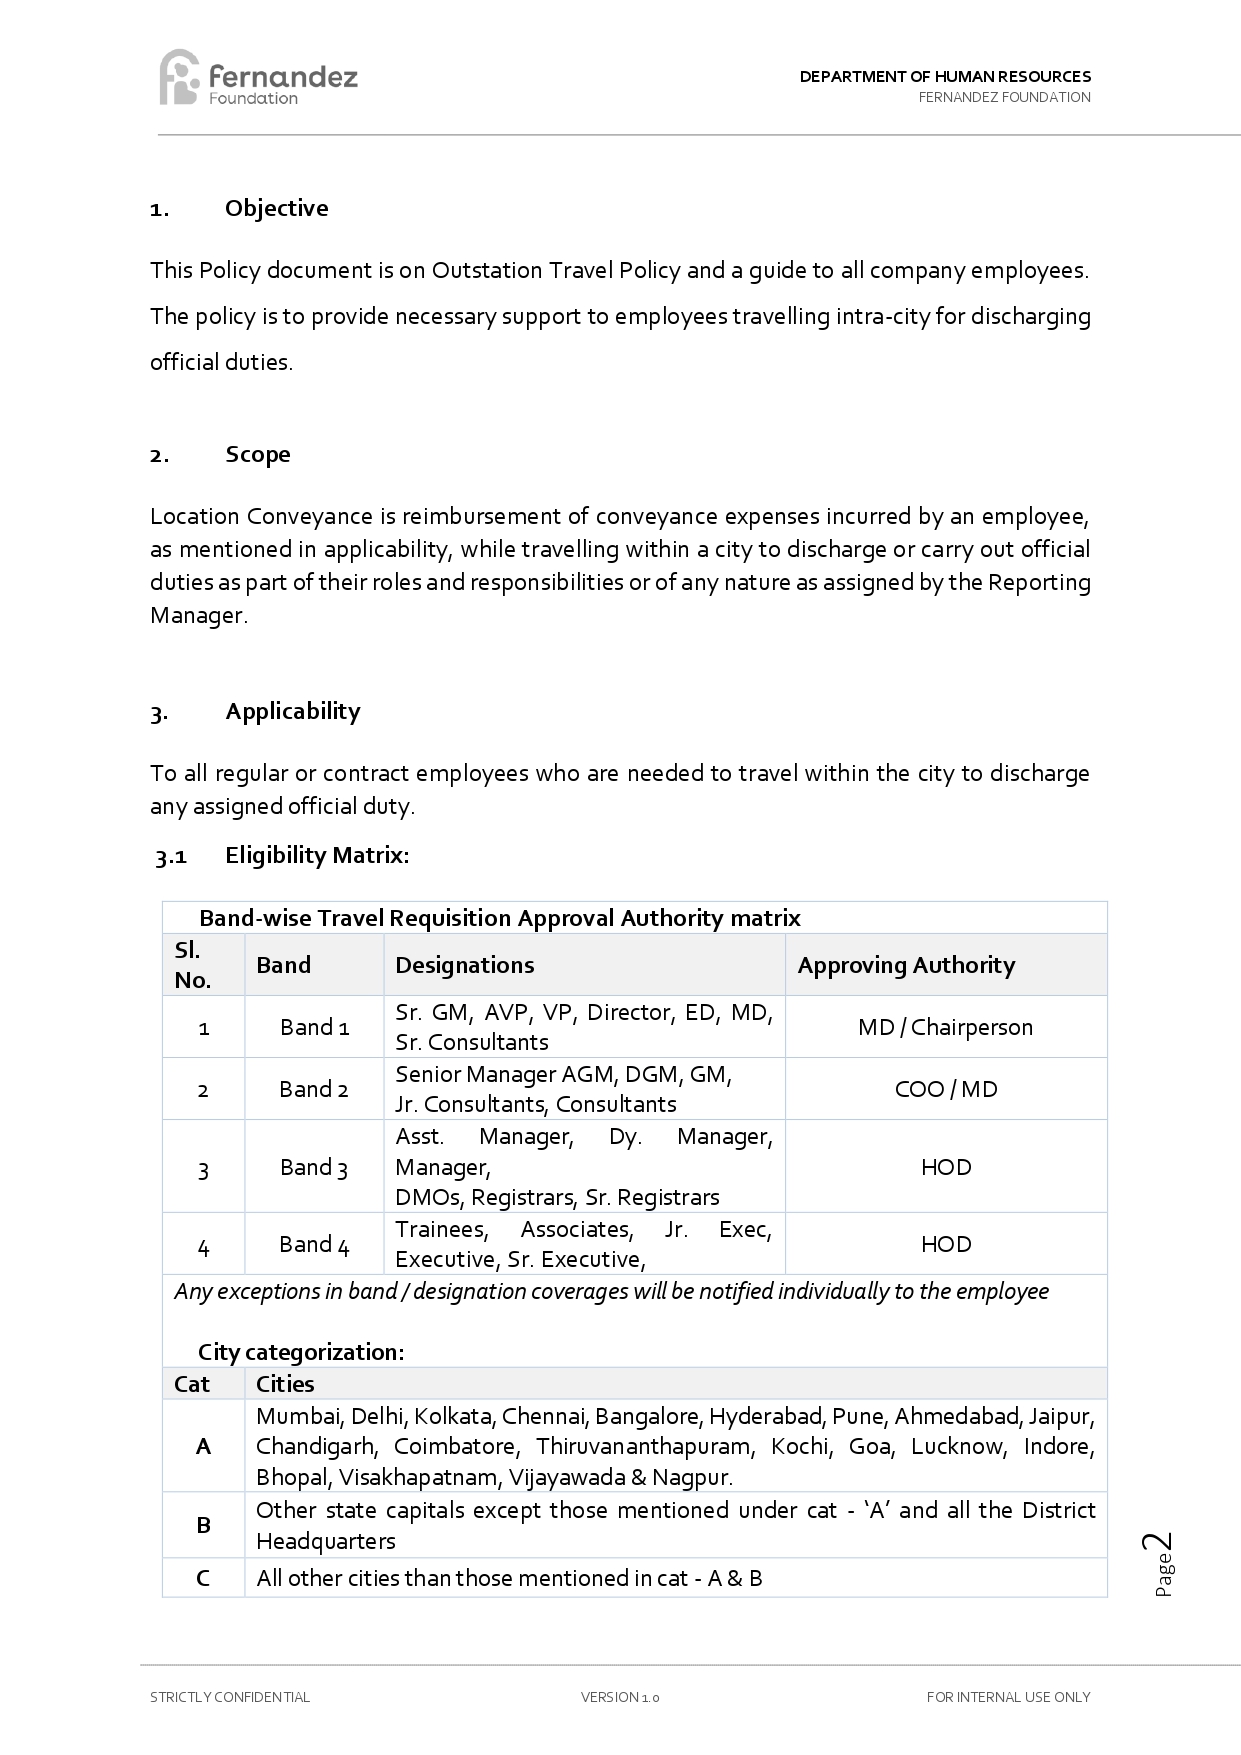 fernandez
Foundation
DEPARTMENT OF HUMAN RESOURCES
FERNANDEZ FOUNDATION
1. Objective
This Policy document is on Outstation Travel Policy and a guide to all company employees.
The policy is to provide necessary support to employees travelling intra-city for discharging
official duties.
2. Scope
Location Conveyance is reimbursement of conveyance expenses incurred by an employee,
as mentioned in applicability, while travelling within a city to discharge or carry out official
duties as part of their roles and responsibilities or of any nature as assigned by the Reporting
Manager.
3. Applicability
To all regular or contract employees who are needed to travel within the city to discharge
any assigned official duty.
3.1 Eligibility Matrix:
Band-wise Travel Requisition Approval Authority matrix
Sl.
No.
Band
Designations
Approving Authority
1
Band 1
Sr. GM, AVP, VP, Director, ED, MD,
Sr. Consultants
MD / Chairperson
2
Band 2
Senior Manager AGM, DGM, GM,
Jr. Consultants, Consultants
COO / MD
3
Band 3
Asst. Manager, Dy. Manager,
Manager,
DMOs, Registrars, Sr. Registrars
HOD
4
Band 4
Trainees, Associates, Jr. Exec,
Executive, Sr. Executive,
HOD
Any exceptions in band / designation coverages will be notified individually to the employee
City categorization:
Cat
Cities
A
Mumbai, Delhi, Kolkata, Chennai, Bangalore, Hyderabad, Pune, Ahmedabad, Jaipur,
Chandigarh, Coimbatore, Thiruvananthapuram, Kochi, Goa, Lucknow, Indore,
Bhopal, Visakhapatnam, Vijayawada & Nagpur.
B
Other state capitals except those mentioned under cat - ‘A’ and all the District
Headquarters
C
All other cities than those mentioned in cat - A & B
Page2
STRICTLY CONFIDENTIAL
VERSION 1.0
FOR INTERNAL USE ONLY